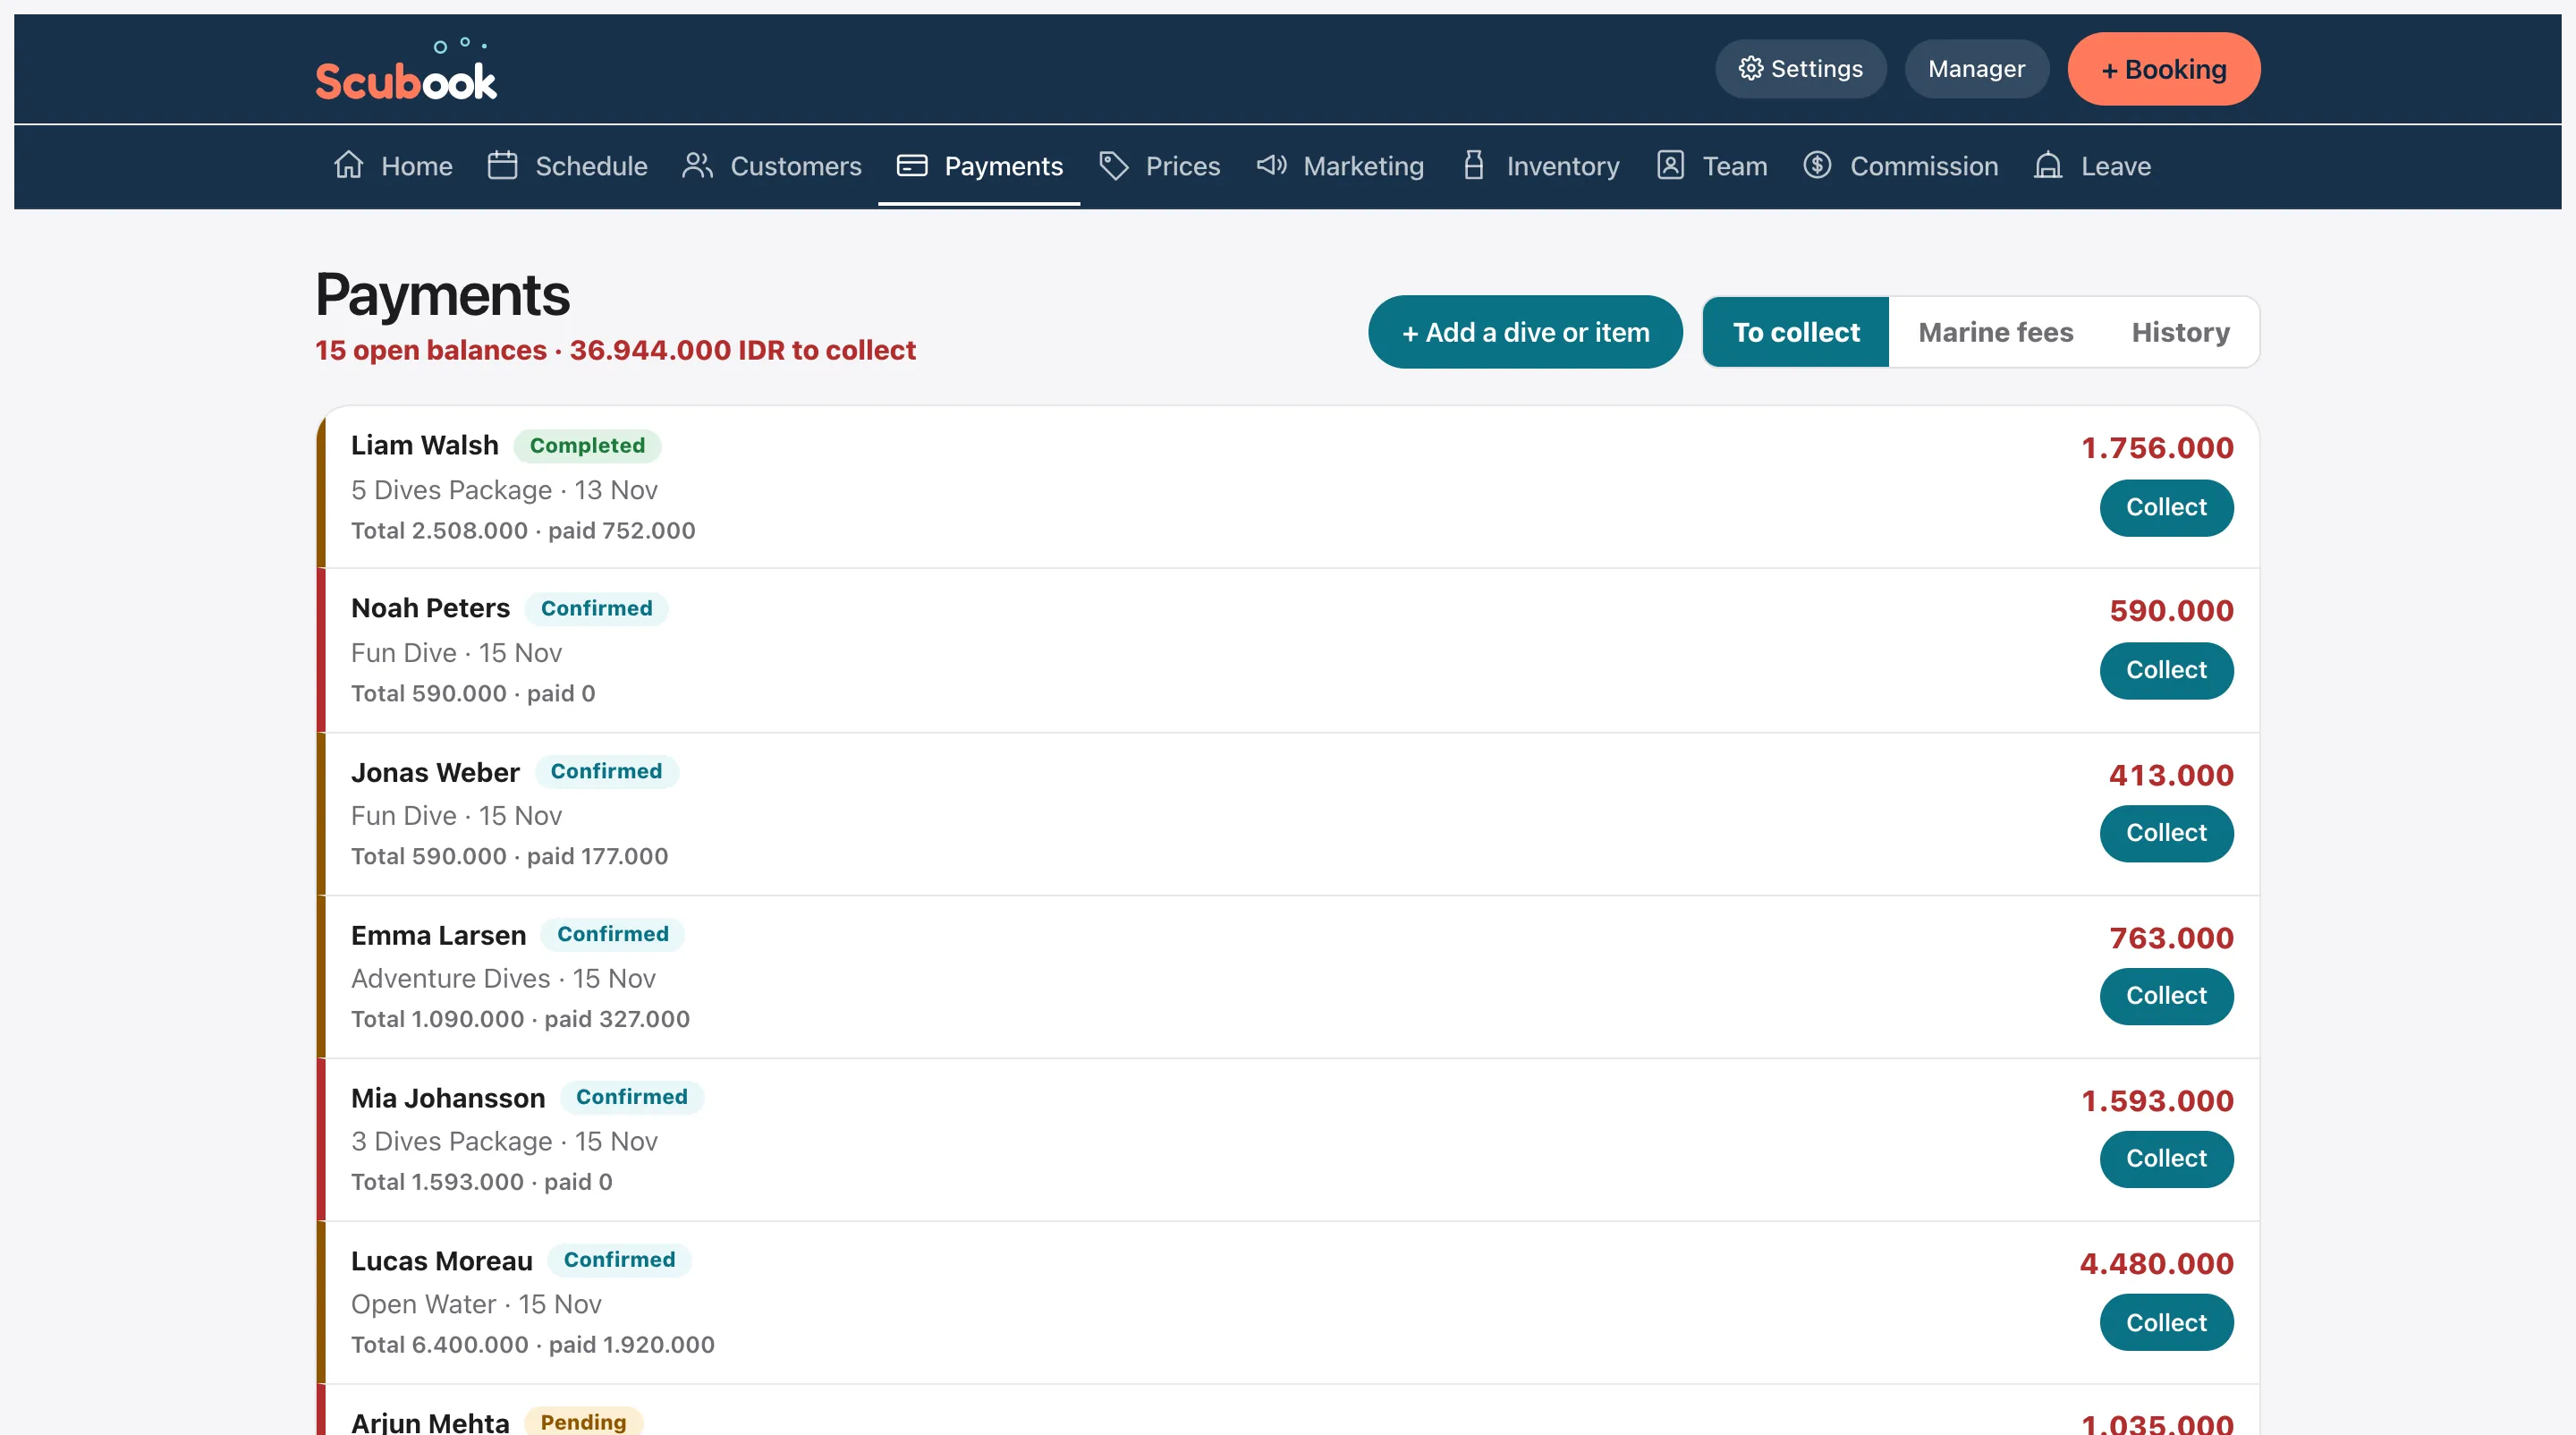 Scubook
Settings
Manager
+ Booking
Home
Schedule
Customers
Payments
Prices
Marketing
Inventory
Team
Commission
Leave
Payments
15 open balances · 36.944.000 IDR to collect
+ Add a dive or item
To collect
Marine fees
History
Liam Walsh Completed
1.756.000
5 Dives Package · 13 Nov
Collect
Total 2.508.000 · paid 752.000
Noah Peters Confirmed
590.000
Fun Dive · 15 Nov
Collect
Total 590.000 · paid 0
Jonas Weber Confirmed
413.000
Fun Dive · 15 Nov
Collect
Total 590.000 · paid 177.000
Emma Larsen Confirmed
763.000
Adventure Dives · 15 Nov
Collect
Total 1.090.000 · paid 327.000
Mia Johansson Confirmed
1.593.000
3 Dives Package · 15 Nov
Collect
Total 1.593.000 · paid 0
Lucas Moreau Confirmed
4.480.000
Open Water · 15 Nov
Collect
Total 6.400.000 · paid 1.920.000
Arjun Mehta Pending
1.035.000